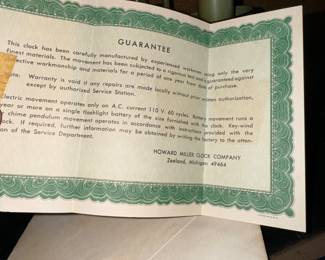 GUARANTEE
This clock has been carefully manufactured by experienced workmen using only the very
finest materials. The movement has been subjected to a rigorous test and is guaranteed against
defective workmanship and materials for a period of one year from date of purchase.
Note: Warranty is void if any repairs are made locally without prior written authorization,
except by authorized Service Station.
Electric movement operates only on A.C. current 110 V. 60 cycles. Battery movement runs a
year or more on a single flashlight battery of the size furnished with the clock. Key-wind
or chime pendulum movement operates in accordance with instructions provided with the
clock. If required, further information may be obtained by writing the factory to the atten-
tion of the Service Department.
HOWARD MILLER CLOCK COMPANY
Zeeland, Michigan 49464